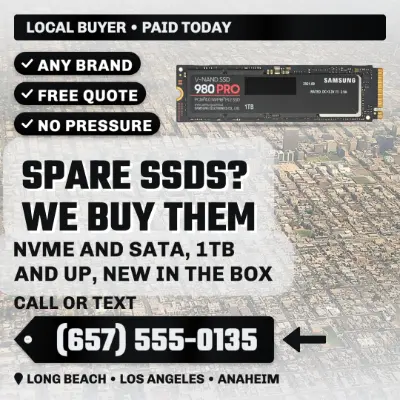 LOCAL BUYER • PAID TODAY
ANY BRAND
FREE QUOTE
NO PRESSURE
V-NAND SSD
980 PRO
1TB
SAMSUNG
SPARE SSDS?
WE BUY THEM
NVME AND SATA, 1TB
AND UP, NEW IN THE BOX
CALL OR TEXT
(657) 555-0135
LONG BEACH • LOS ANGELES • ANAHEIM